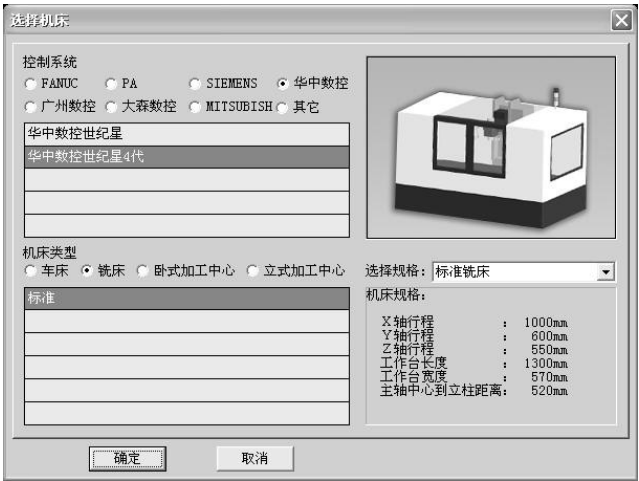 选择机床
控制系统
FANUC PA SIEMENS 华中数控
广州数控 大森数控 MITSUBISH 其它
华中数控世纪星
华中数控世纪星4代
机床类型
车床 铣床 卧式加工中心 立式加工中心
标准
选择规格: 标准铣床
机床规格:
X轴行程 : 1000mm
Y轴行程 : 600mm
Z轴行程 : 550mm
工作台长度 : 1300mm
工作台宽度 : 570mm
主轴中心到立柱距离: 520mm
确定 取消